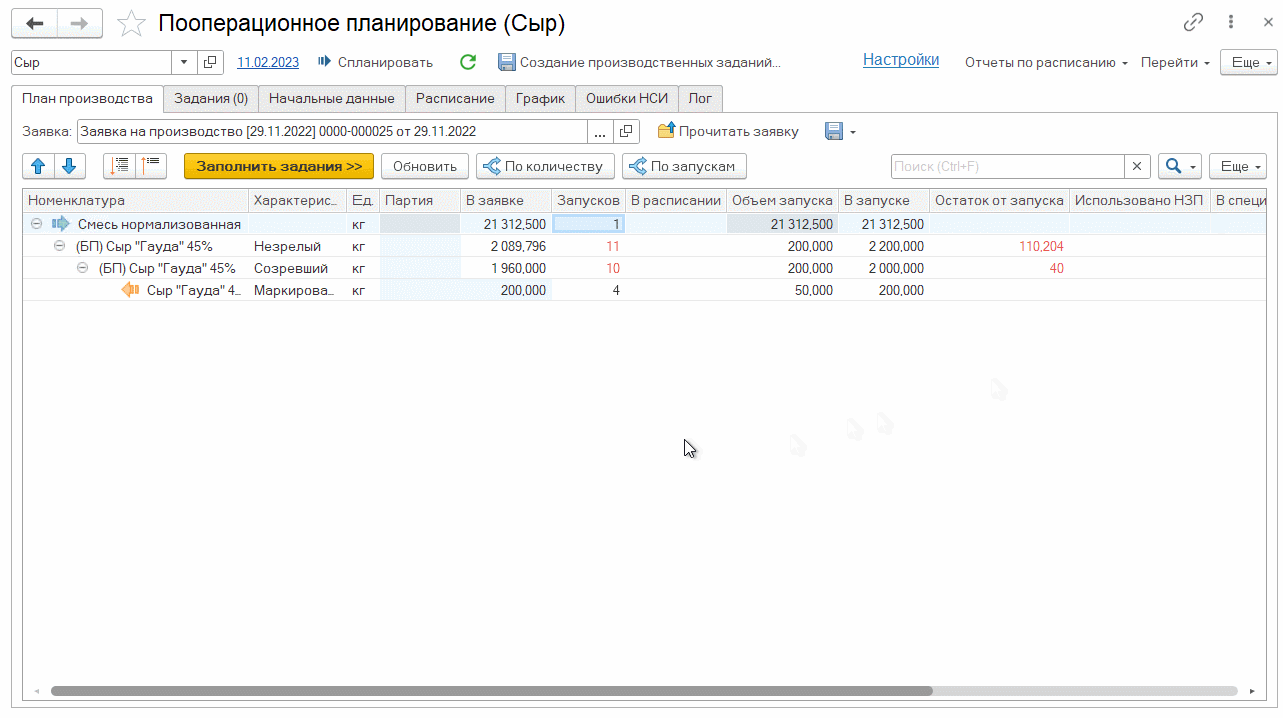 Пооперационное планирование (Сыр)
Сыр 11.02.2023 Спланировать Создание производственных заданий... Настройки Отчеты по расписанию Перейти Еще
План производства Задания (0) Начальные данные Расписание График Ошибки НСИ Лог
Заявка: Заявка на производство [29.11.2022] 0000-000025 от 29.11.2022 ... Прочитать заявку
Заполнить задания >> Обновить По количеству По запускам Поиск (Ctrl+F) Еще
Номенклатура Характерис... Ед. Партия В заявке Запусков В расписании Объем запуска В запуске Остаток от запуска Использовано НЗП В специ
Смесь нормализованная кг 21 312,500 1 21 312,500 21 312,500
(БП) Сыр "Гауда" 45% Незрелый кг 2 089,796 11 200,000 2 200,000 110,204
(БП) Сыр "Гауда" 45% Созревший кг 1 960,000 10 200,000 2 000,000 40
Сыр "Гауда" 4... Маркирова... кг 200,000 4 50,000 200,000